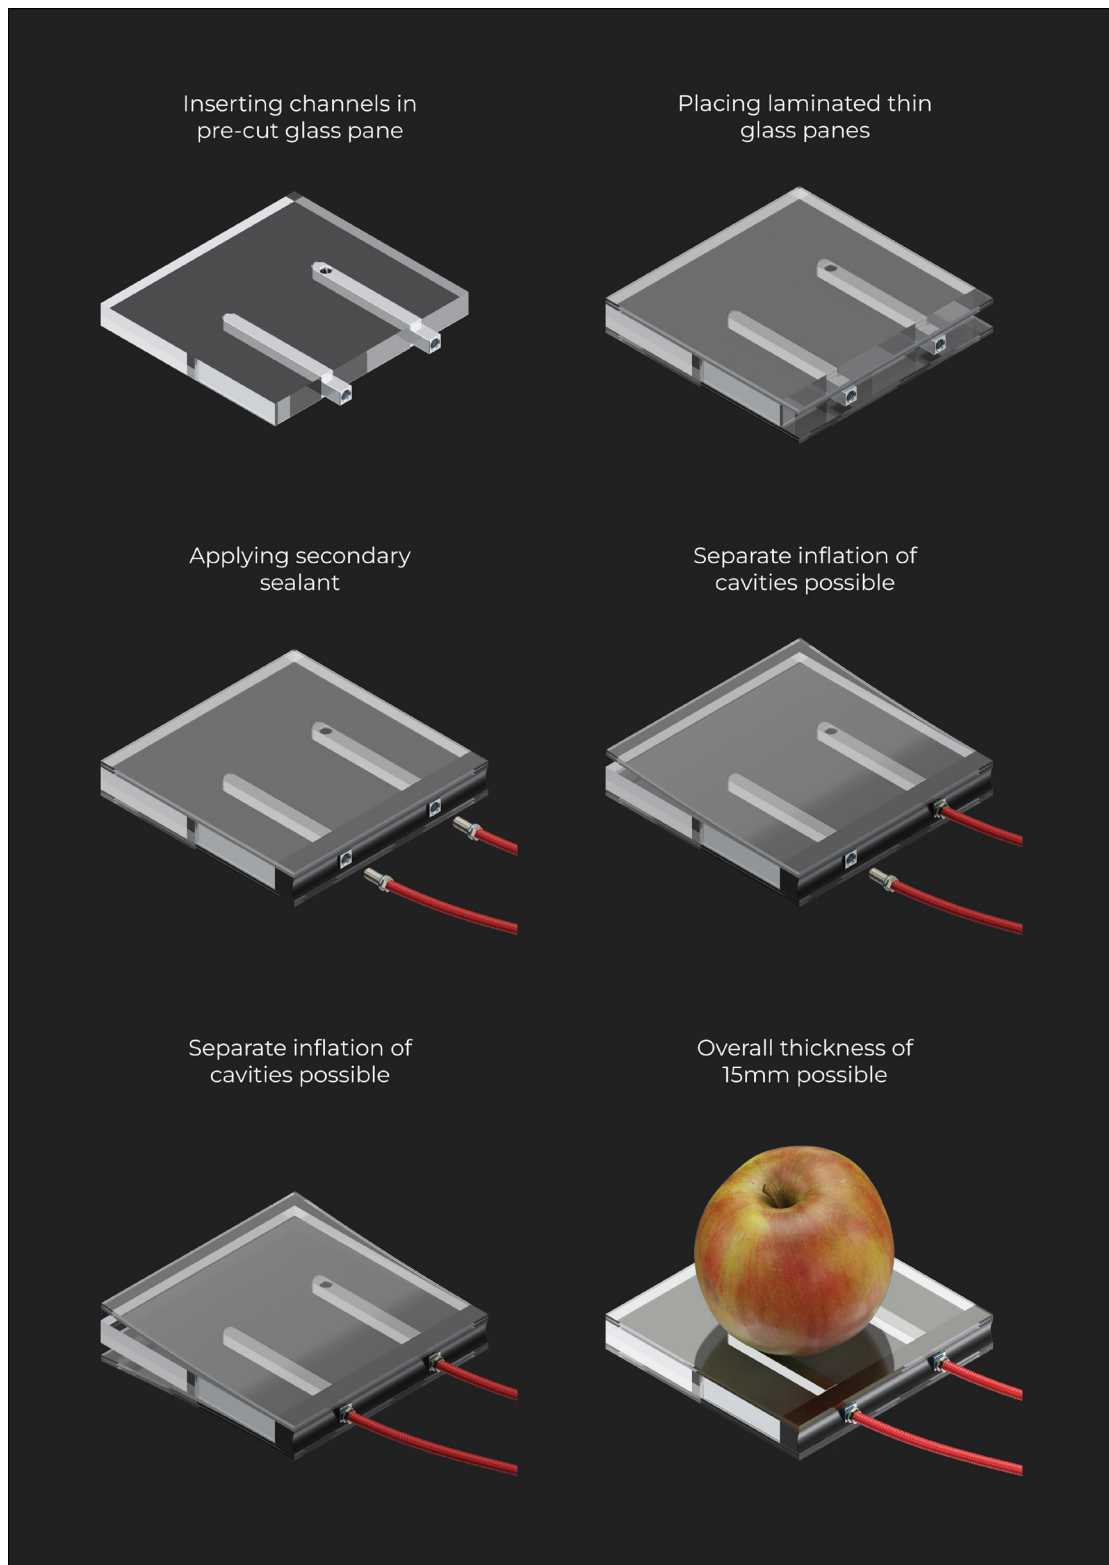 Inserting channels in
pre-cut glass pane
Placing laminated thin
glass panes
Applying secondary
sealant
Separate inflation of
cavities possible
Separate inflation of
cavities possible
Overall thickness of
15mm possible